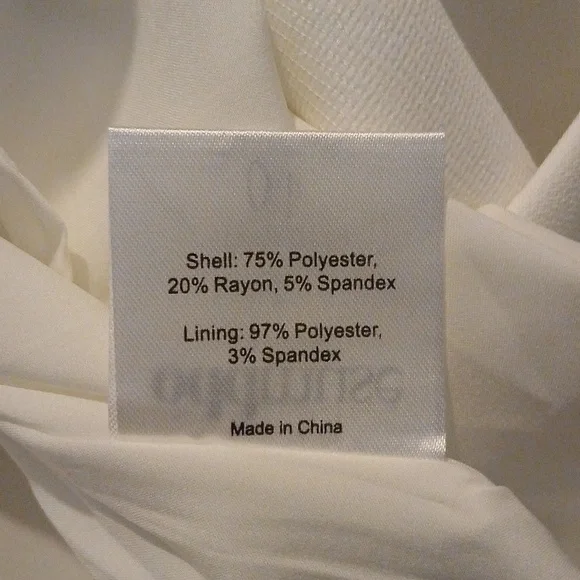 Shell: 75% Polyester,
20% Rayon, 5% Spandex
Lining: 97% Polyester,
3% Spandex
Made in China